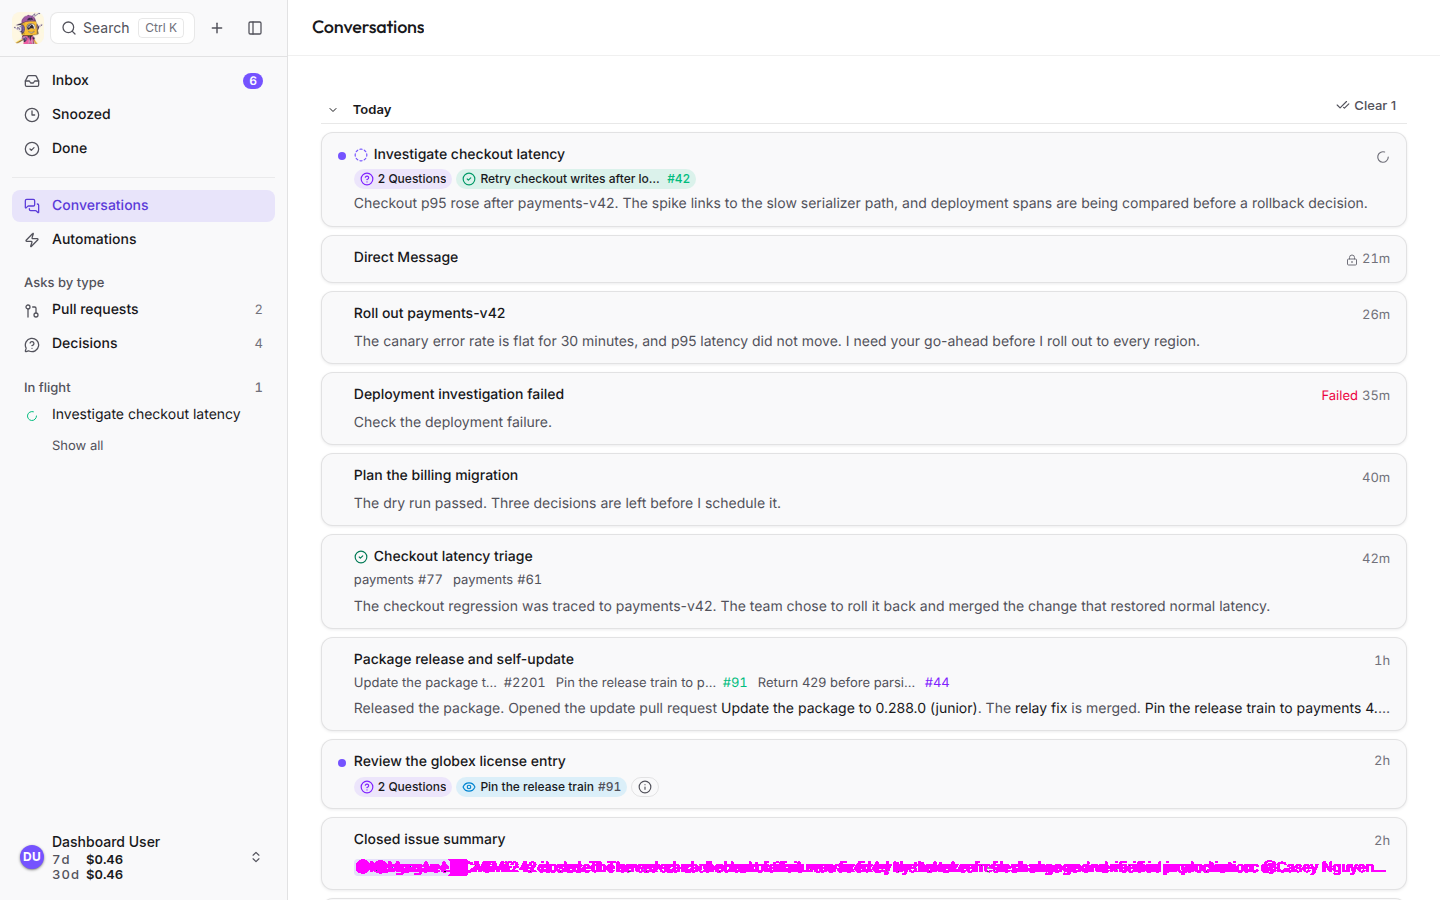 Search Ctrl K
Inbox 6
Snoozed
Done
Conversations
Automations
Asks by type
Pull requests 2
Decisions 4
In flight 1
Investigate checkout latency
Show all
DU Dashboard User
7d $0.46
30d $0.46
Conversations
Today Clear 1
Investigate checkout latency
2 Questions Retry checkout writes after lo... #42
Checkout p95 rose after payments-v42. The spike links to the slow serializer path, and deployment spans are being compared before a rollback decision.
Direct Message 21m
Roll out payments-v42 26m
The canary error rate is flat for 30 minutes, and p95 latency did not move. I need your go-ahead before I roll out to every region.
Deployment investigation failed Failed 35m
Check the deployment failure.
Plan the billing migration 40m
The dry run passed. Three decisions are left before I schedule it.
Checkout latency triage 42m
payments #77 payments #61
The checkout regression was traced to payments-v42. The team chose to roll it back and merged the change that restored normal latency.
Package release and self-update 1h
Update the package t... #2201 Pin the release train to p... #91 Return 429 before parsi... #44
Released the package. Opened the update pull request Update the package to 0.288.0 (junior). The relay fix is merged. Pin the release train to payments 4....
Review the globex license entry 2h
2 Questions Pin the release train #91
Closed issue summary 2h
@Casey Nguyen